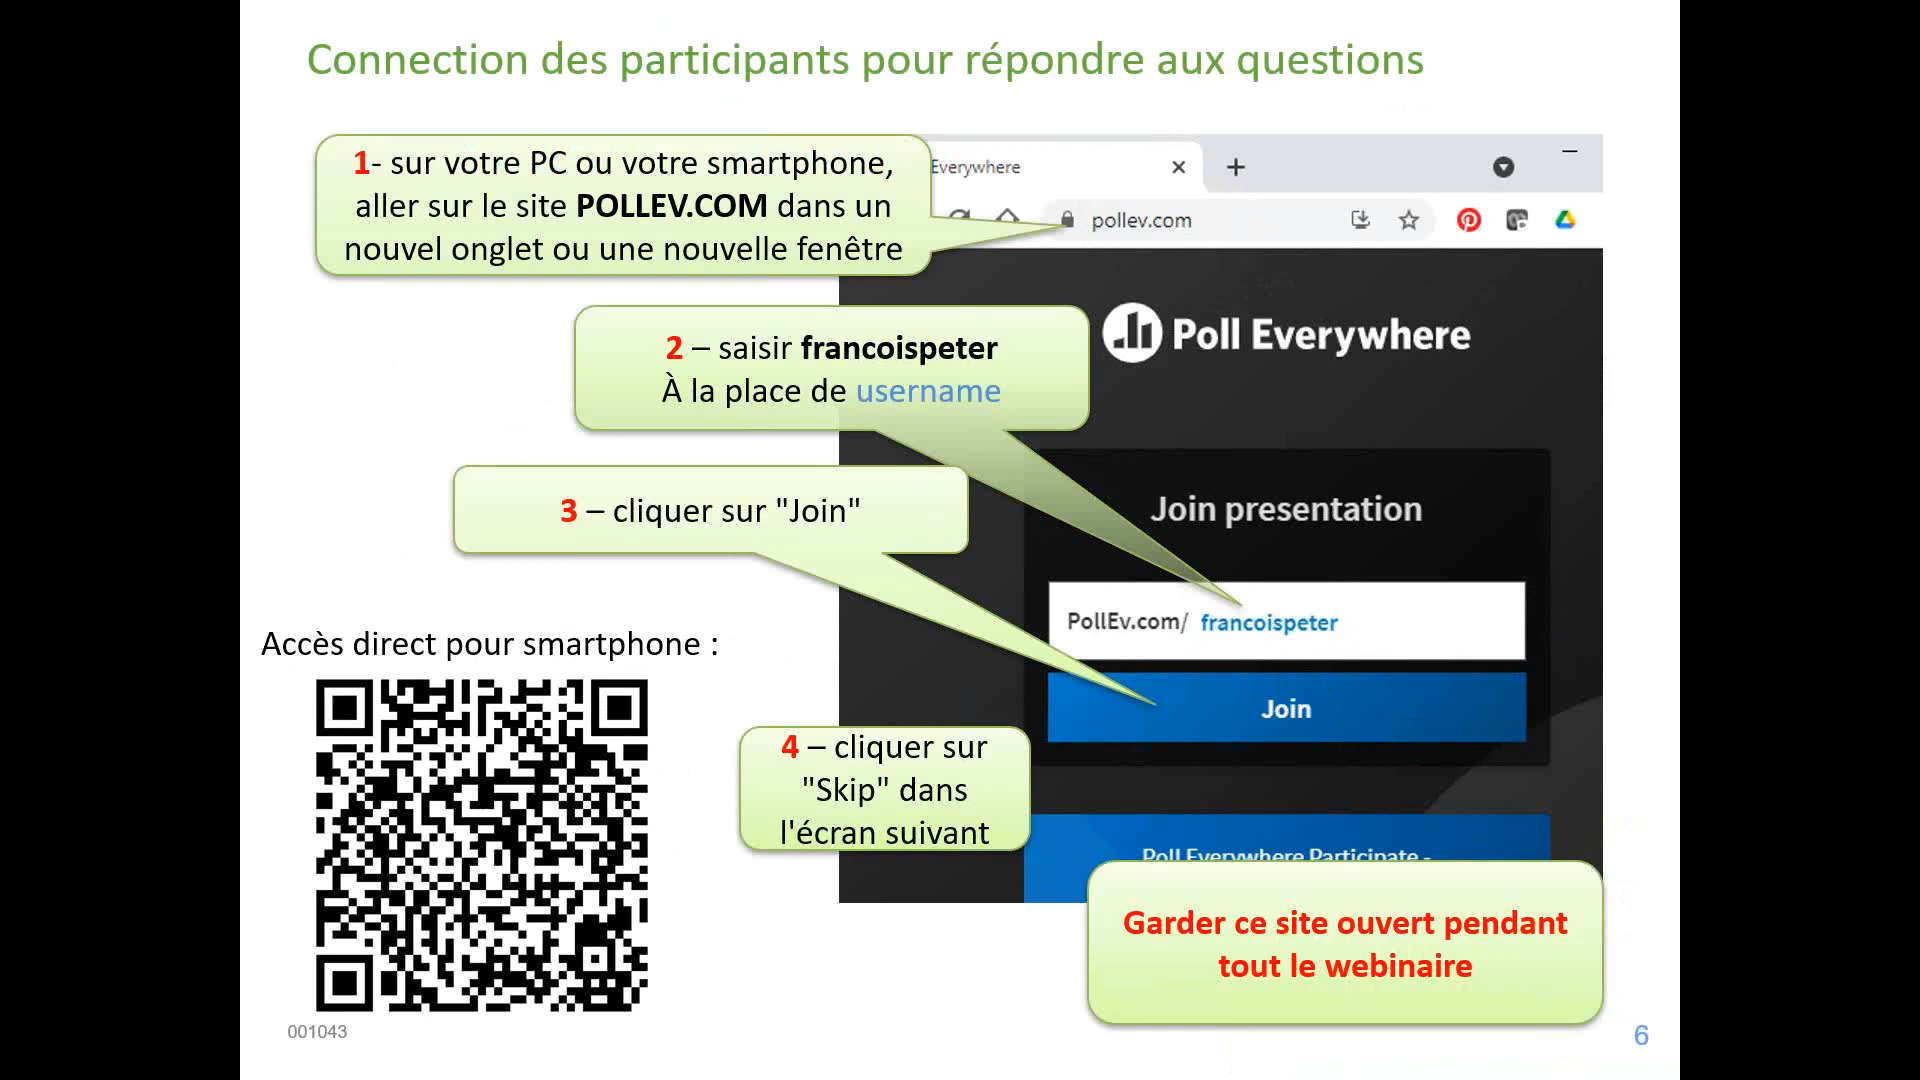 Connection des participants pour répondre aux questions
1- sur votre PC ou votre smartphone,
aller sur le site POLLEV.COM dans un
nouvel onglet ou une nouvelle fenêtre
Everywhere
pollev.com
2 – saisir francoispeter
À la place de username
Poll Everywhere
3 – cliquer sur "Join"
Join presentation
PollEv.com/ francoispeter
Join
Accès direct pour smartphone :
4 – cliquer sur
"Skip" dans
l'écran suivant
Poll Everywhere Participate -
Garder ce site ouvert pendant
tout le webinaire
001043
6